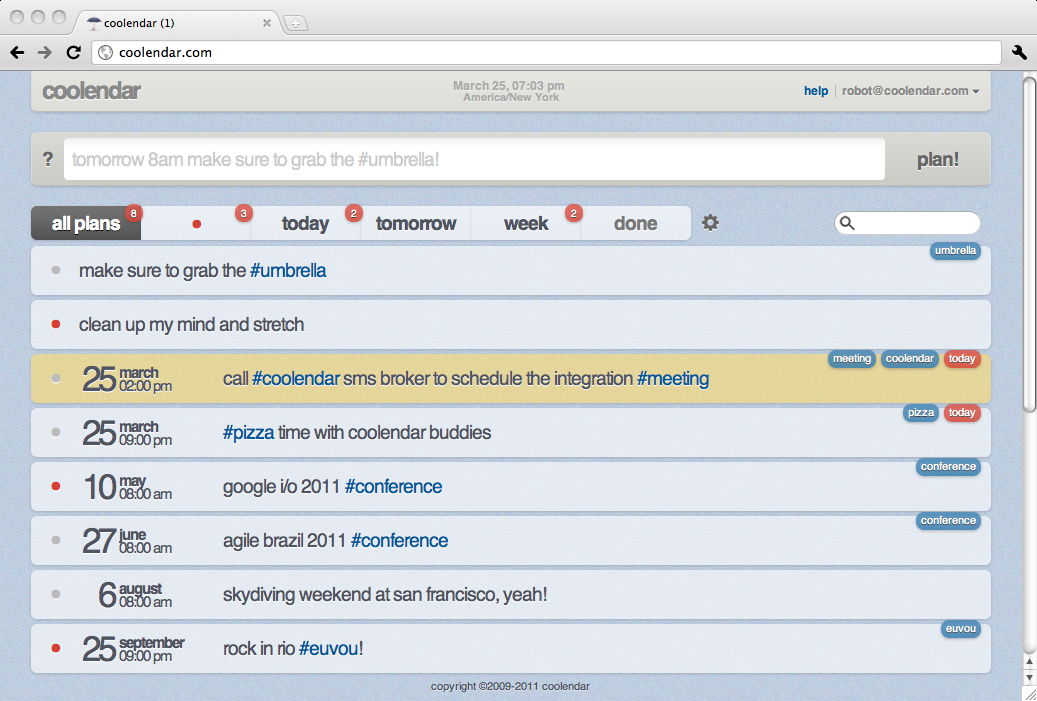 coolendar (1)
coolendar.com
coolendar
March 25, 07:03 pm
America/New York
help
robot@coolendar.com
? tomorrow 8am make sure to grab the #umbrella! plan!
all plans 8 3 today 2 tomorrow week 2 done
umbrella
make sure to grab the #umbrella
clean up my mind and stretch
meeting coolendar today
25 march 02:00 pm call #coolendar sms broker to schedule the integration #meeting
pizza today
25 march 09:00 pm #pizza time with coolendar buddies
conference
10 may 08:00 am google i/o 2011 #conference
conference
27 june 08:00 am agile brazil 2011 #conference
6 august 08:00 am skydiving weekend at san francisco, yeah!
euvou
25 september 09:00 pm rock in rio #euvou!
copyright ©2009-2011 coolendar